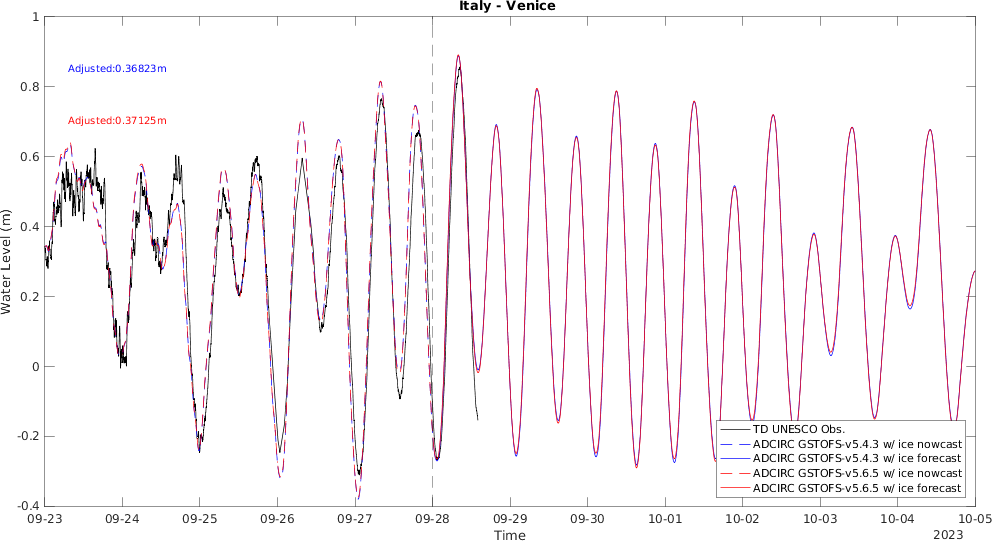 Italy - Venice
1
0.8
0.6
0.4
0.2
0
-0.2
-0.4
Water Level (m)
Adjusted:0.36823m
Adjusted:0.37125m
TD UNESCO Obs.
ADCIRC GSTOFS-v5.4.3 w/ ice nowcast
ADCIRC GSTOFS-v5.4.3 w/ ice forecast
ADCIRC GSTOFS-v5.6.5 w/ ice nowcast
ADCIRC GSTOFS-v5.6.5 w/ ice forecast
09-23 09-24 09-25 09-26 09-27 09-28 09-29 09-30 10-01 10-02 10-03 10-04 10-05
Time
2023